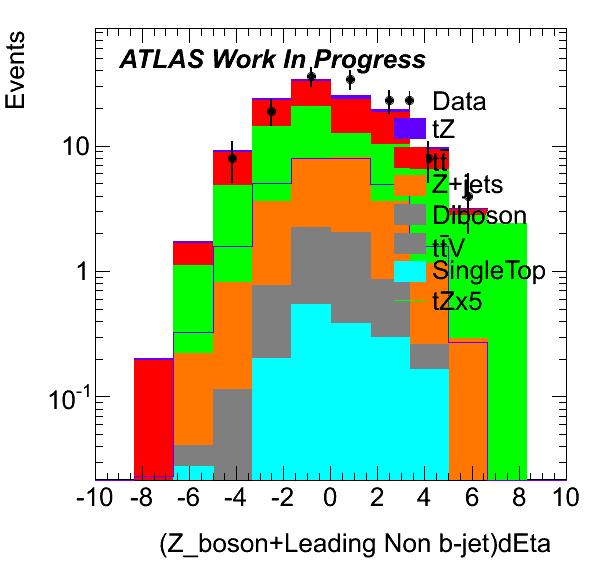 ATLAS Work In Progress
Events
Data
tZ
tt̄
Z+jets
Diboson
tt̄V
SingleTop
tZx5
10
1
10⁻¹
-10 -8 -6 -4 -2 0 2 4 6 8 10
(Z_boson+Leading Non b-jet)dEta